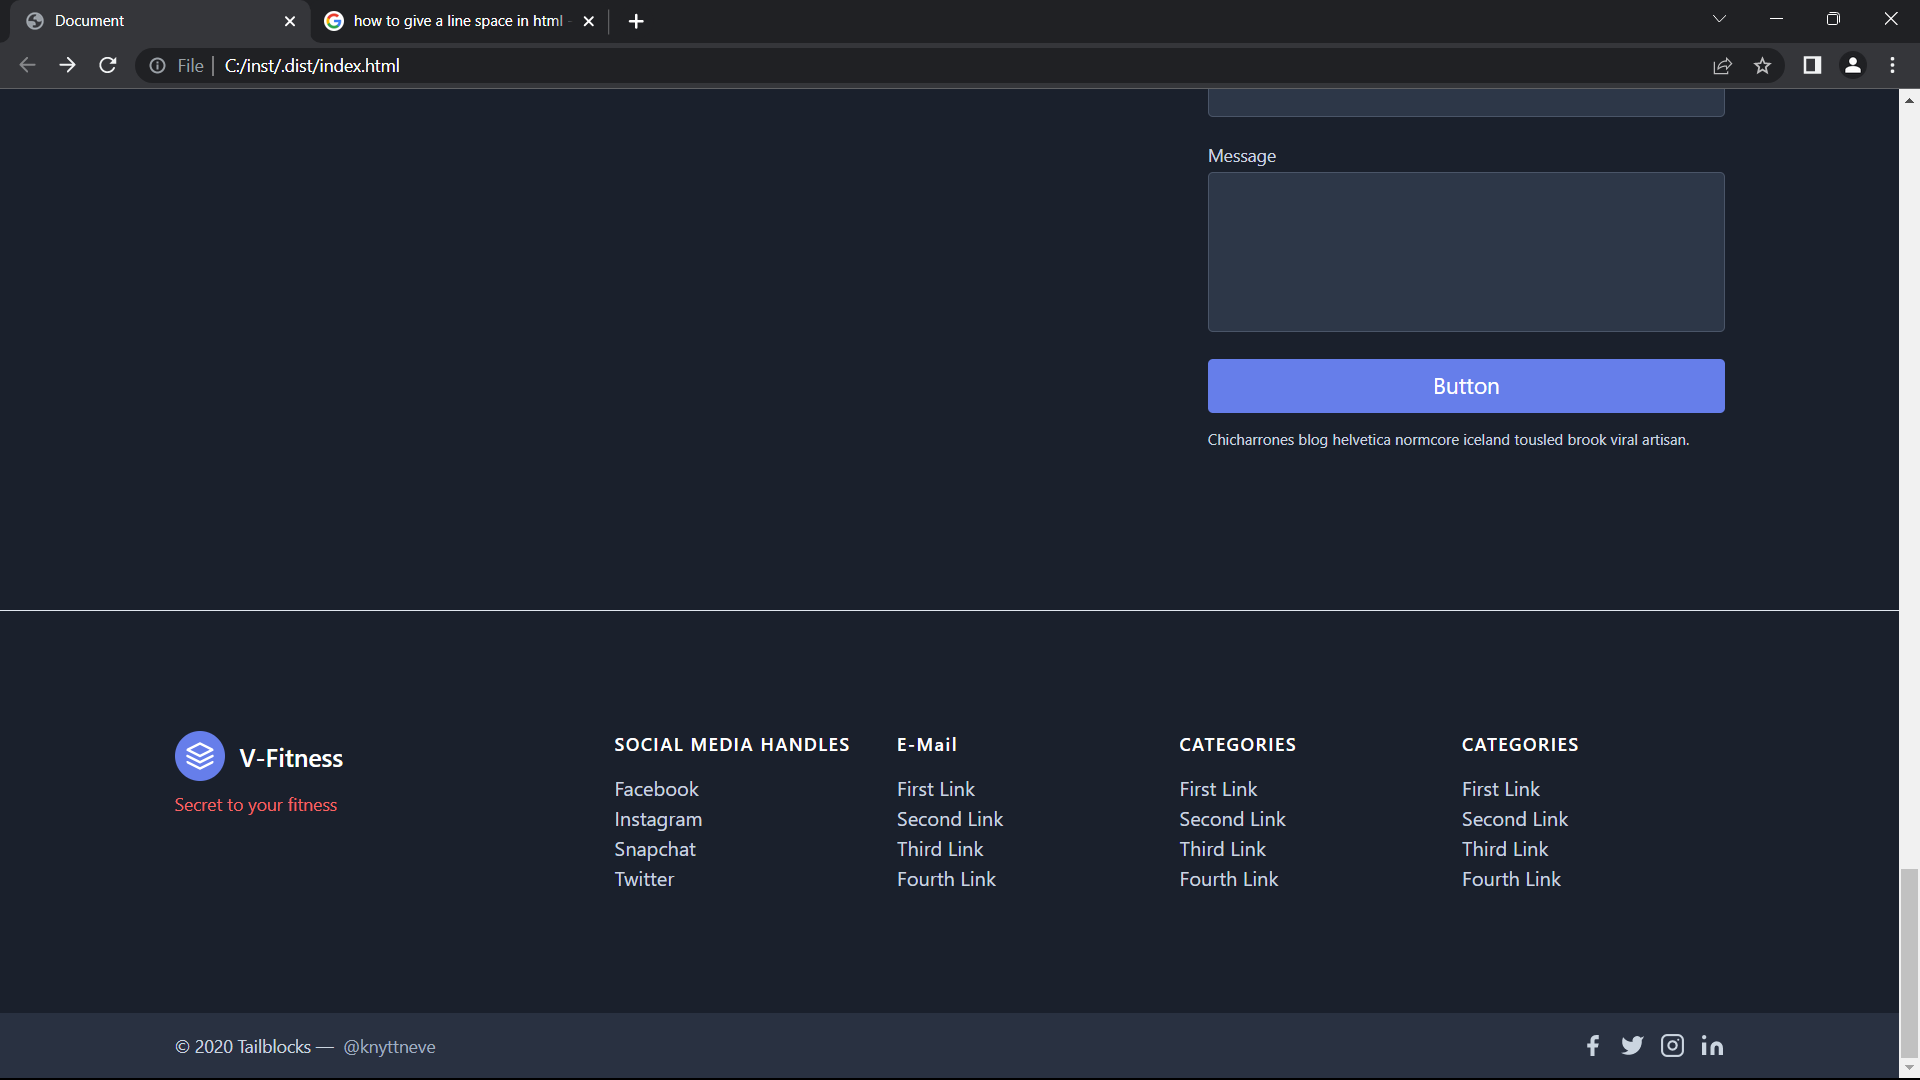 Document
how to give a line space in html
File
C:/inst/.dist/index.html
Message
Button
Chicharrones blog helvetica normcore iceland tousled brook viral artisan.
V-Fitness
Secret to your fitness
SOCIAL MEDIA HANDLES
Facebook
Instagram
Snapchat
Twitter
E-Mail
First Link
Second Link
Third Link
Fourth Link
CATEGORIES
First Link
Second Link
Third Link
Fourth Link
CATEGORIES
First Link
Second Link
Third Link
Fourth Link
© 2020 Tailblocks — @knyttneve